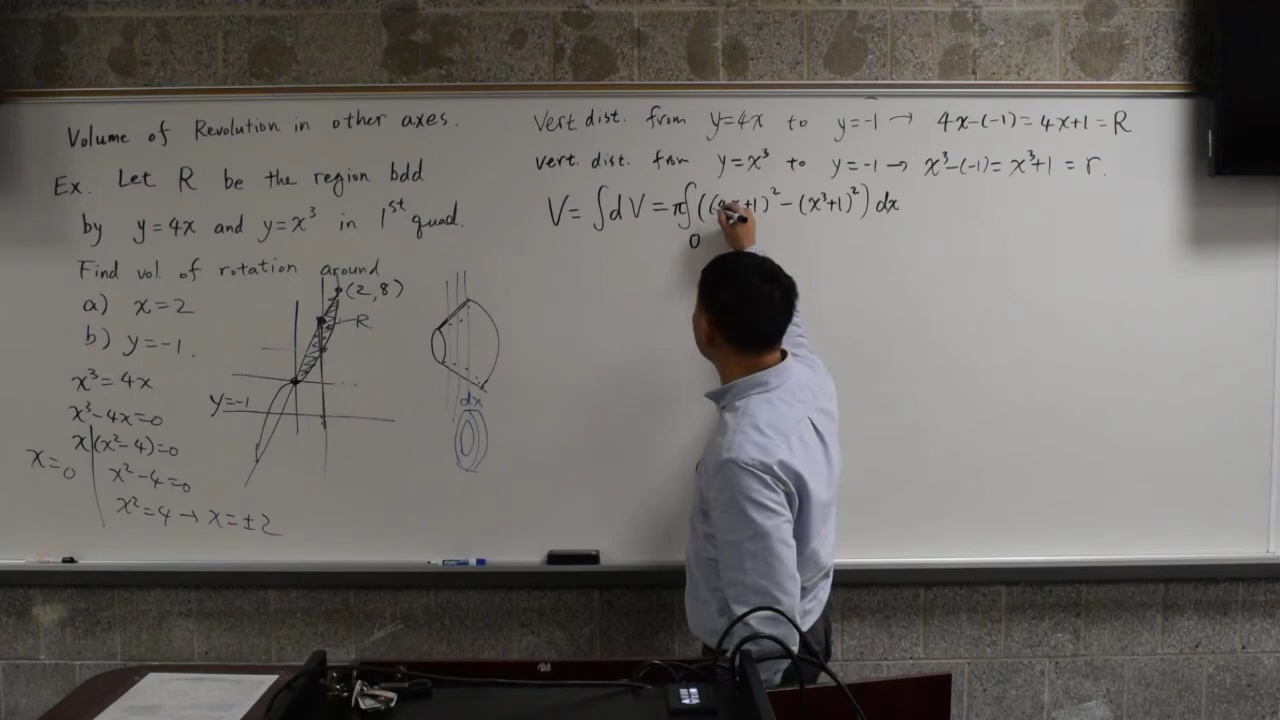 Volume of Revolution in other axes.
Ex. Let R be the region bdd
by y=4x and y=x³ in 1st quad.
Find vol. of rotation around
a) x=2
b) y=-1.
x³=4x
x³-4x=0
x(x²-4)=0
x=0
x²-4=0
x²=4→x=±2
(2,8)
R
y=-1
dx
Vert dist. from y=4x to y=-1 → 4x-(-1)=4x+1=R
vert. dist. from y=x³ to y=-1 → x³-(-1)=x³+1=r.
V=∫dV=π∫((4x+1)²-(x³+1)²)dx
0